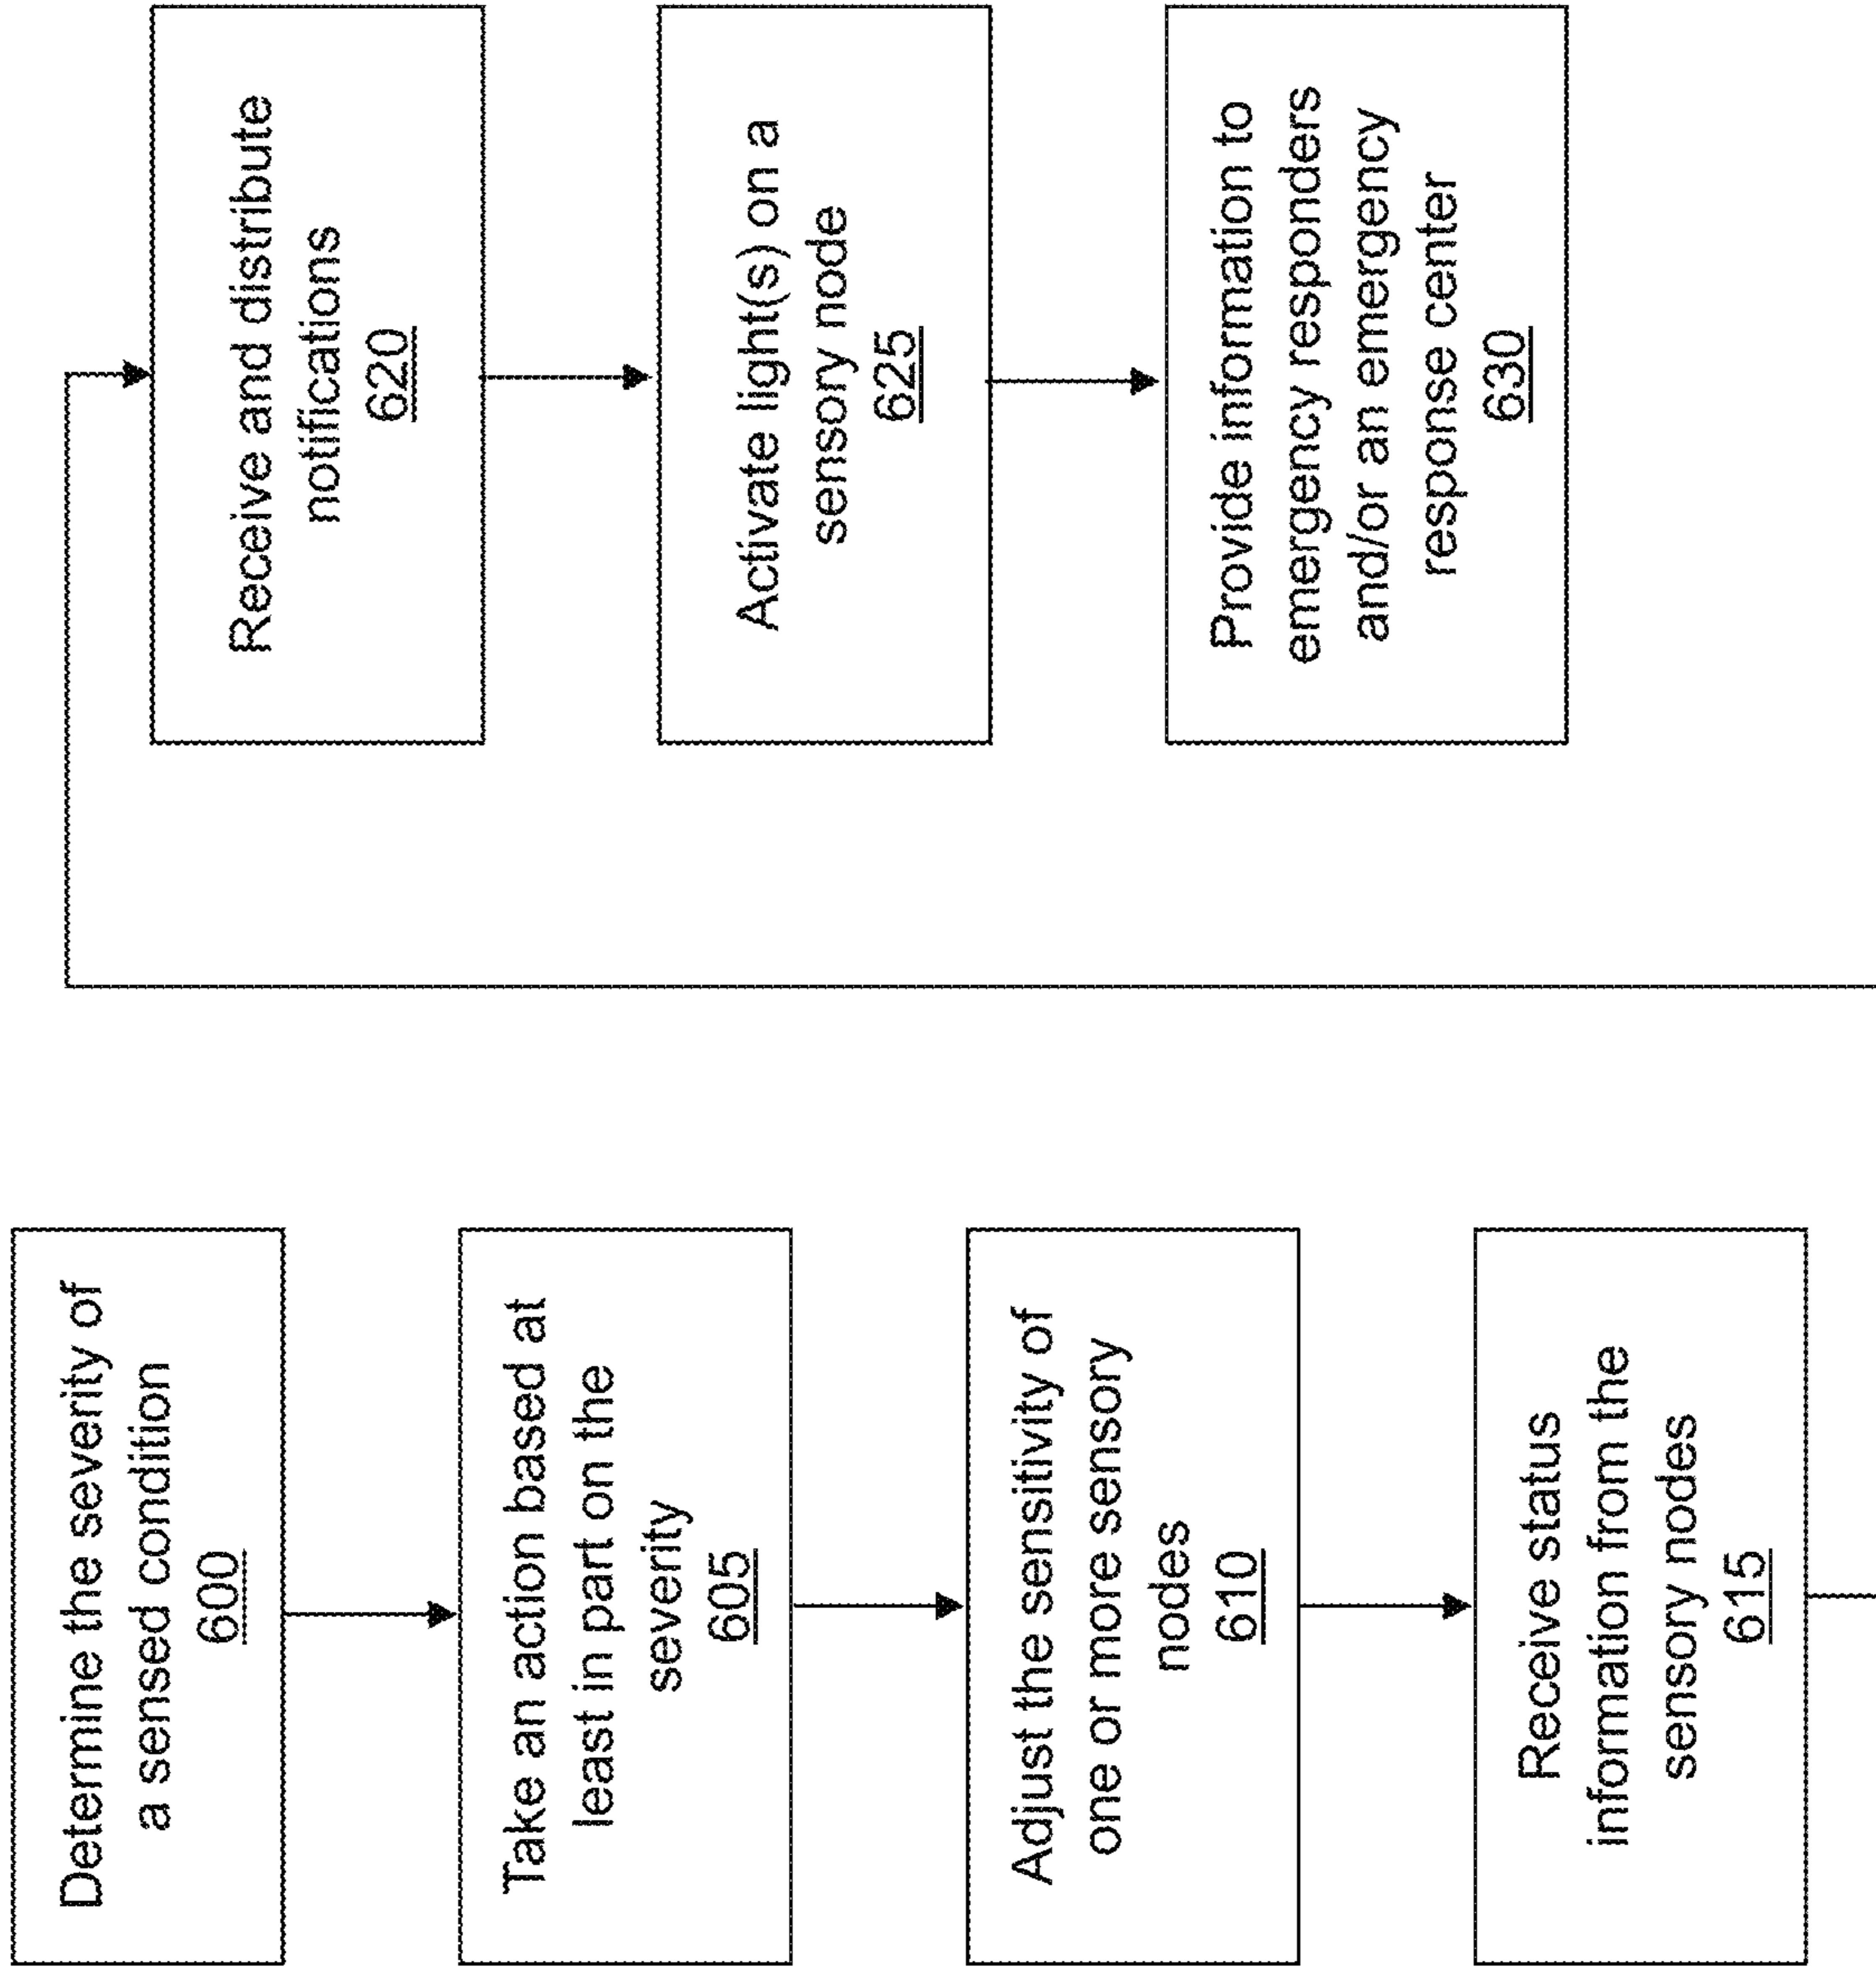 Determine the severity of
a sensed condition
600
Take an action based at
least in part on the
severity
605
Adjust the sensitivity of
one or more sensory
nodes
610
Receive status
information from the
sensory nodes
615
Receive and distribute
notifications
620
Activate light(s) on a
sensory node
625
Provide information to
emergency responders
and/or an emergency
response center
630